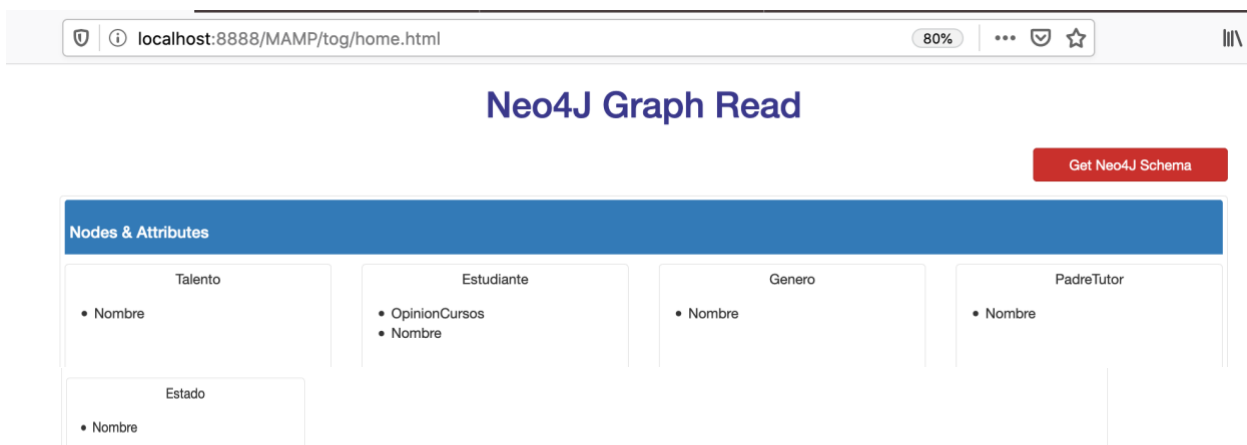 localhost:8888/MAMP/tog/home.html 80%
Neo4J Graph Read
Get Neo4J Schema
Nodes & Attributes
Talento Estudiante Genero PadreTutor
• Nombre • OpinionCursos • Nombre • Nombre
• Nombre
Estado
• Nombre